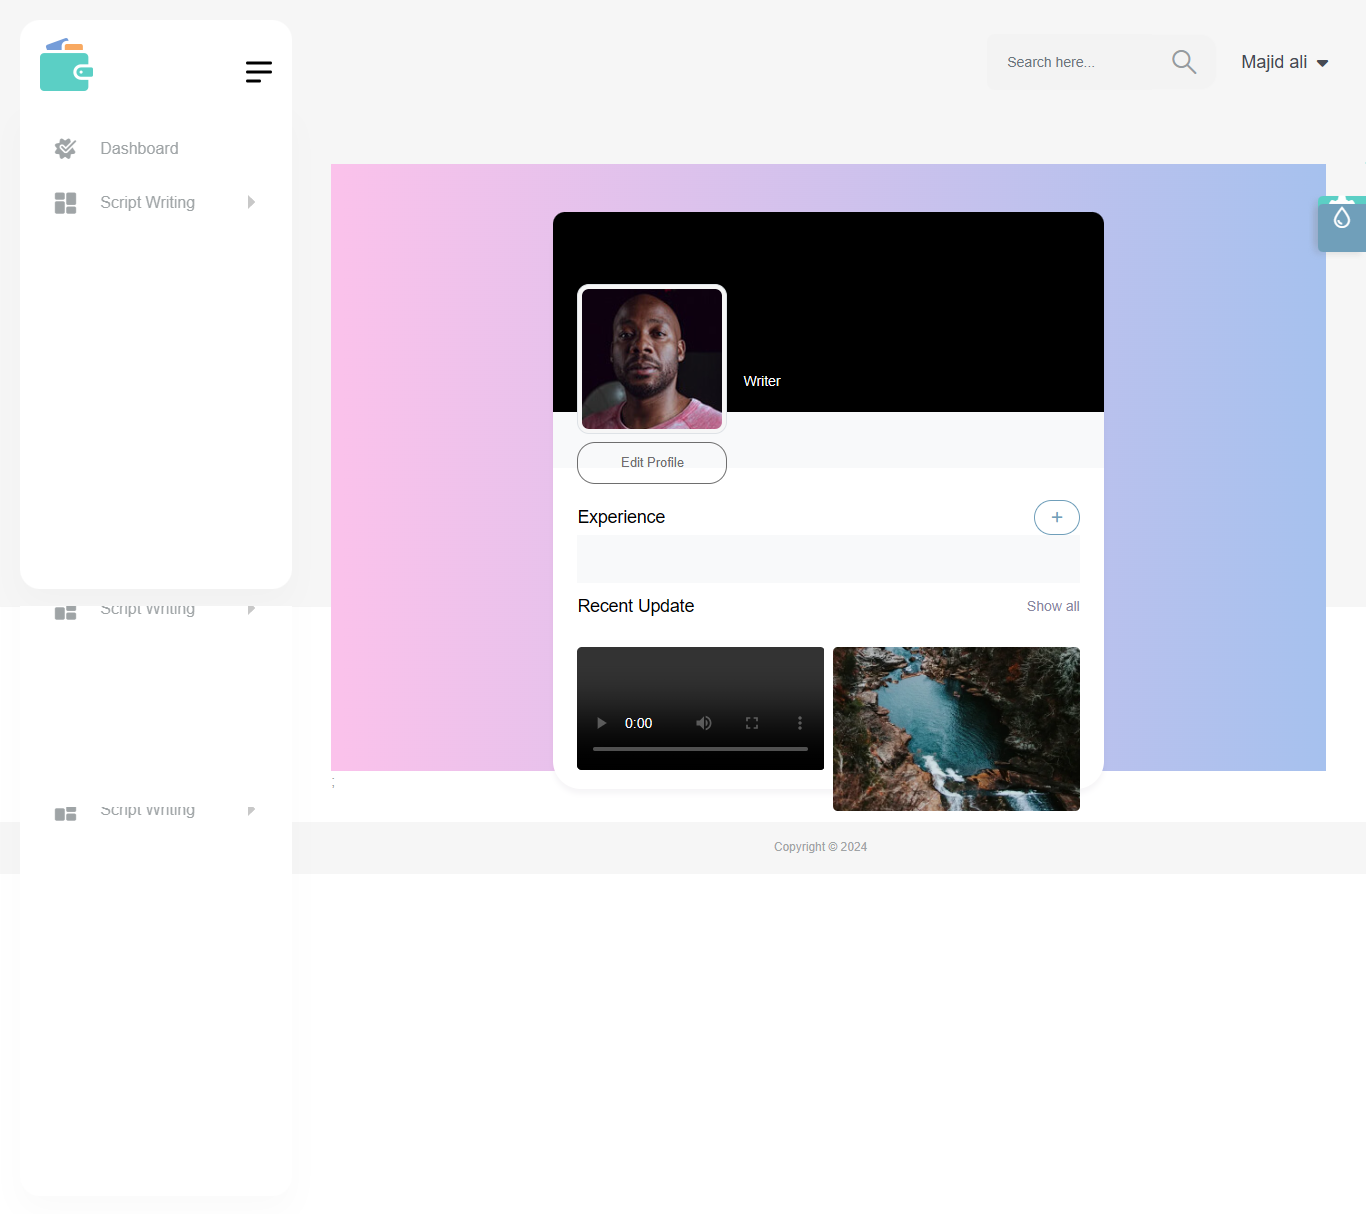 Search here...
Majid ali
Dashboard
Script Writing
Writer
Edit Profile
Experience
+
Recent Update
Show all
Script Writing
0:00
;
Script Writing
Copyright © 2024